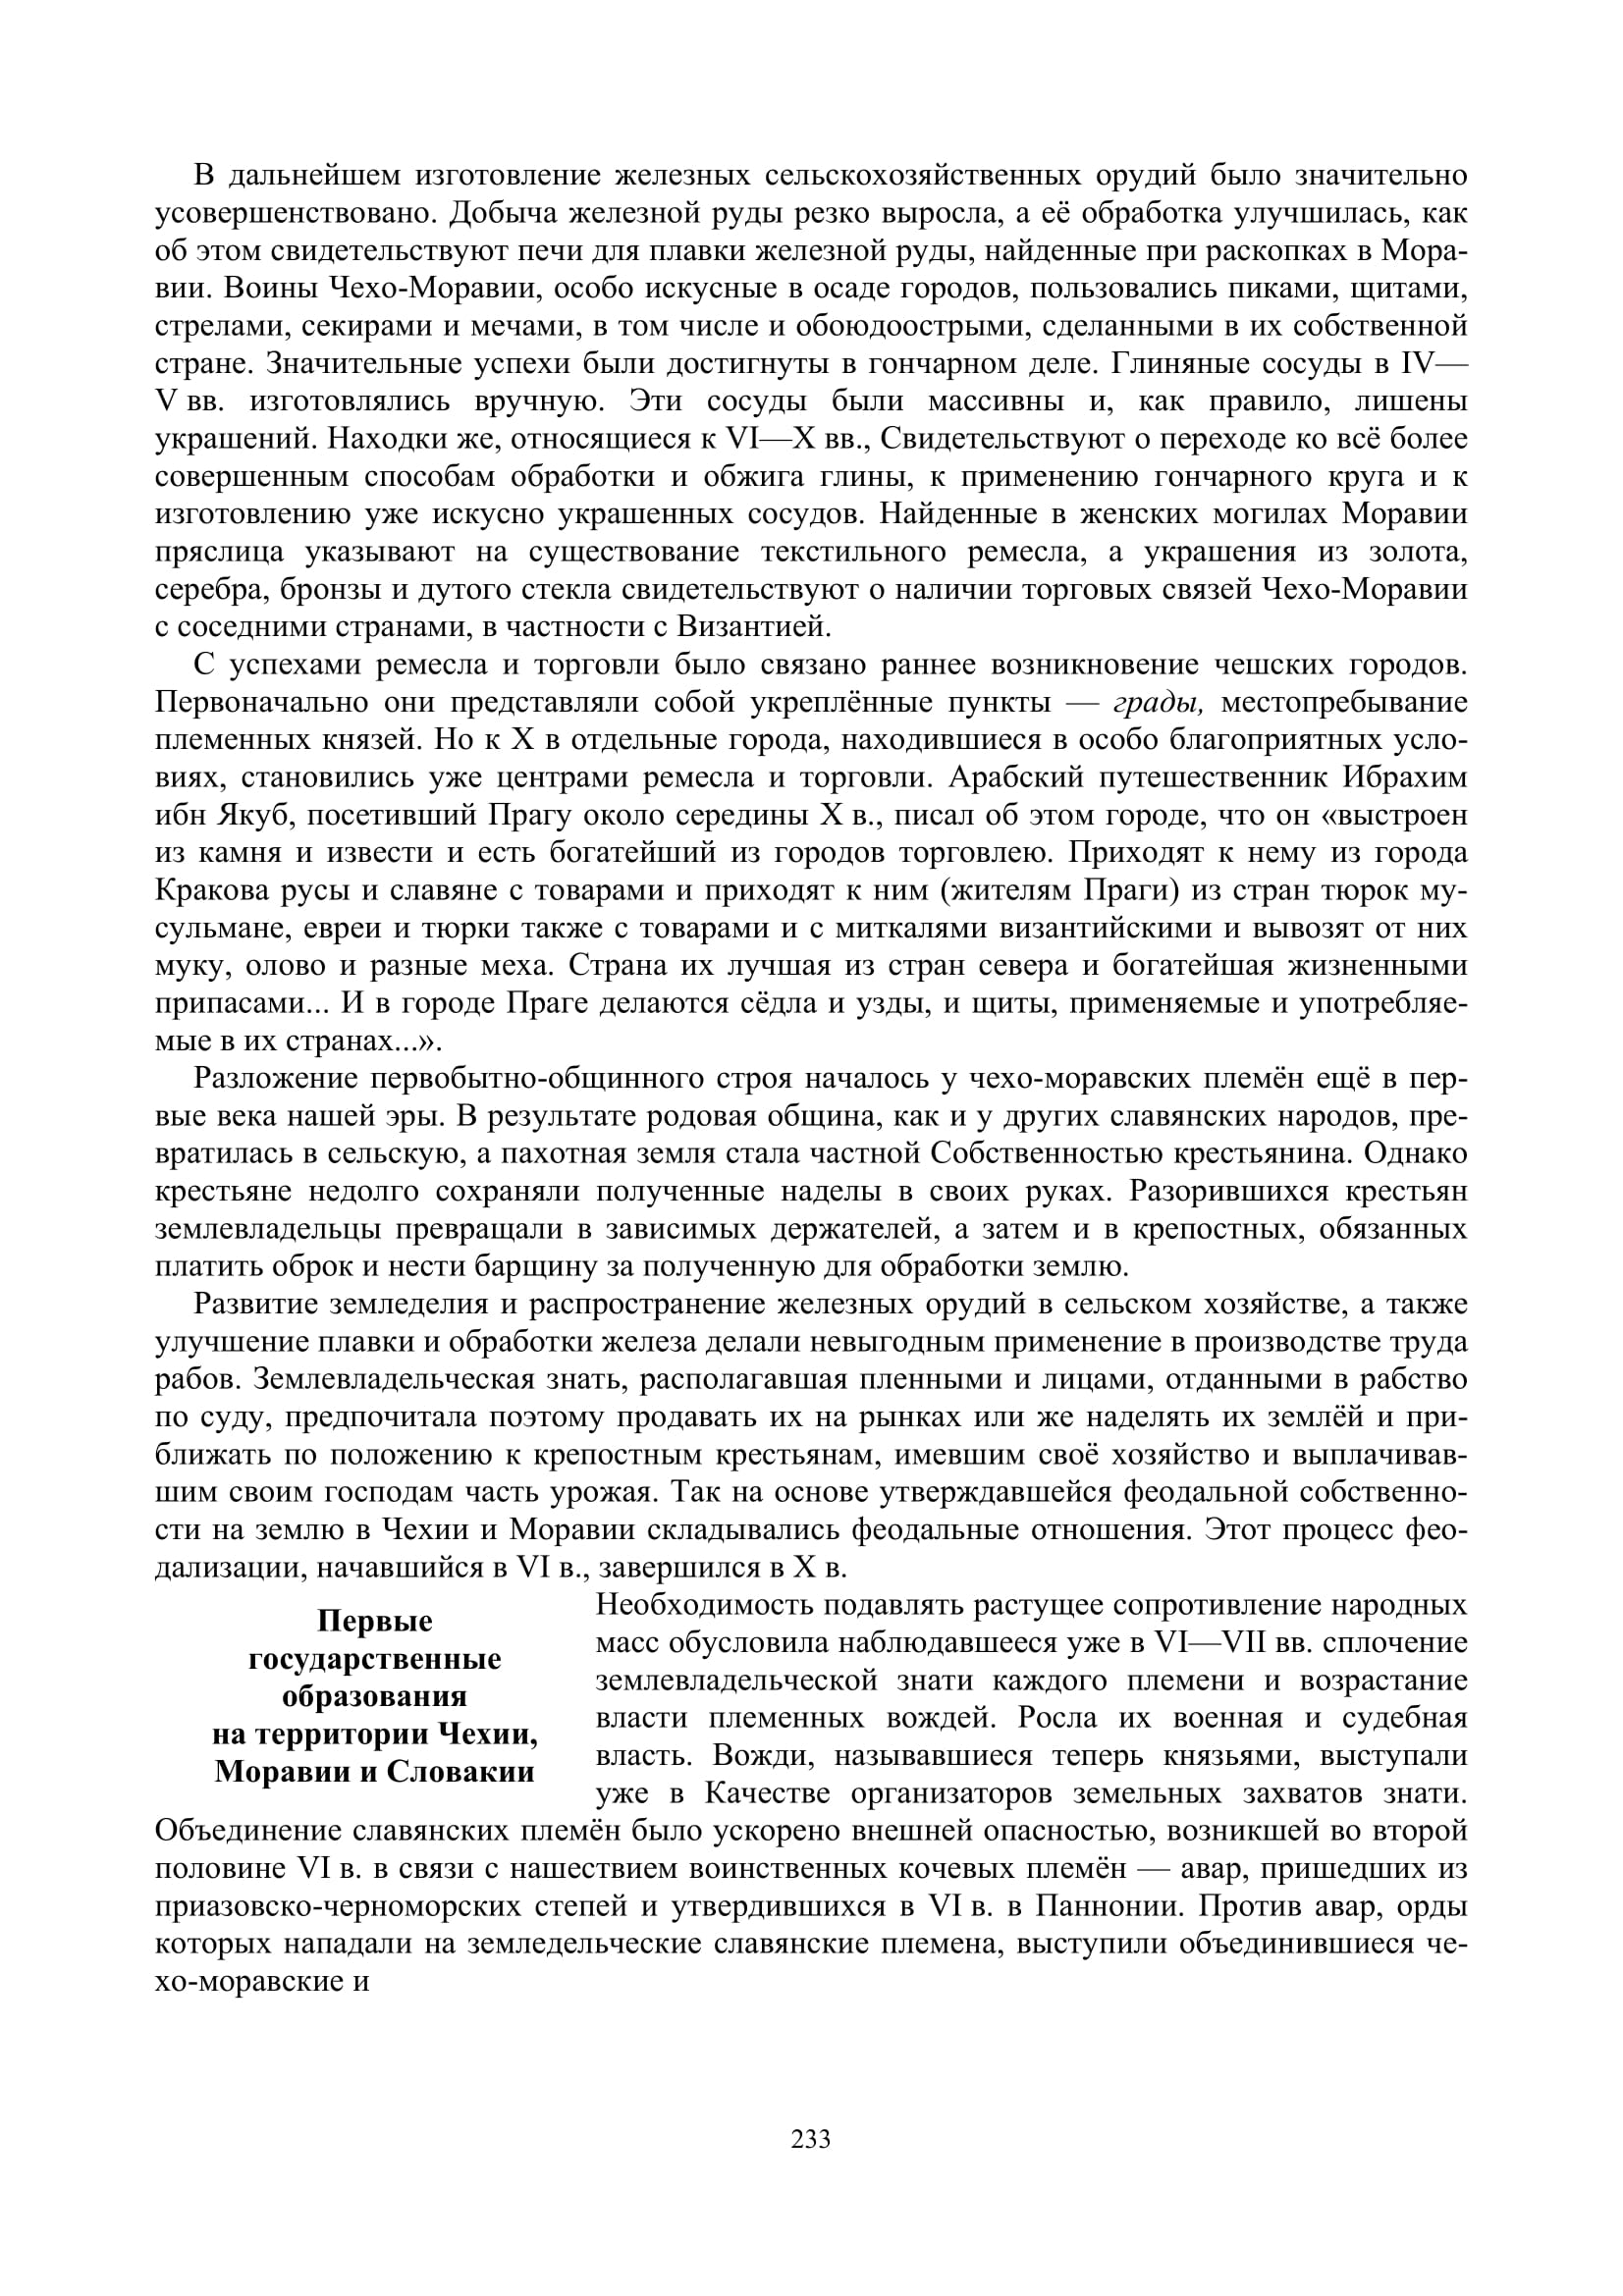 В дальнейшем изготовление железных сельскохозяйственных орудий было значительно
усовершенствовано. Добыча железной руды резко выросла, а её обработка улучшилась, как
об этом свидетельствуют печи для плавки железной руды, найденные при раскопках в Мора-
вии. Воины Чехо-Моравии, особо искусные в осаде городов, пользовались пиками, щитами,
стрелами, секирами и мечами, в том числе и обоюдоострыми, сделанными в их собственной
стране. Значительные успехи были достигнуты в гончарном деле. Глиняные сосуды в IV—
V вв. изготовлялись вручную. Эти сосуды были массивны и, как правило, лишены
украшений. Находки же, относящиеся к VI—X вв., Свидетельствуют о переходе ко всё более
совершенным способам обработки и обжига глины, к применению гончарного круга и к
изготовлению уже искусно украшенных сосудов. Найденные в женских могилах Моравии
пряслица указывают на существование текстильного ремесла, а украшения из золота,
серебра, бронзы и дутого стекла свидетельствуют о наличии торговых связей Чехо-Моравии
с соседними странами, в частности с Византией.
С успехами ремесла и торговли было связано раннее возникновение чешских городов.
Первоначально они представляли собой укреплённые пункты — грады, местопребывание
племенных князей. Но к X в отдельные города, находившиеся в особо благоприятных усло-
виях, становились уже центрами ремесла и торговли. Арабский путешественник Ибрахим
ибн Якуб, посетивший Прагу около середины X в., писал об этом городе, что он «выстроен
из камня и извести и есть богатейший из городов торговлею. Приходят к нему из города
Кракова русы и славяне с товарами и приходят к ним (жителям Праги) из стран тюрок му-
сульмане, евреи и тюрки также с товарами и с миткалями византийскими и вывозят от них
муку, олово и разные меха. Страна их лучшая из стран севера и богатейшая жизненными
припасами... И в городе Праге делаются сёдла и узды, и щиты, применяемые и употребляе-
мые в их странах...».
Разложение первобытно-общинного строя началось у чехо-моравских племён ещё в пер-
вые века нашей эры. В результате родовая община, как и у других славянских народов, пре-
вратилась в сельскую, а пахотная земля стала частной Собственностью крестьянина. Однако
крестьяне недолго сохраняли полученные наделы в своих руках. Разорившихся крестьян
землевладельцы превращали в зависимых держателей, а затем и в крепостных, обязанных
платить оброк и нести барщину за полученную для обработки землю.
Развитие земледелия и распространение железных орудий в сельском хозяйстве, а также
улучшение плавки и обработки железа делали невыгодным применение в производстве труда
рабов. Землевладельческая знать, располагавшая пленными и лицами, отданными в рабство
по суду, предпочитала поэтому продавать их на рынках или же наделять их землёй и при-
ближать по положению к крепостным крестьянам, имевшим своё хозяйство и выплачивав-
шим своим господам часть урожая. Так на основе утверждавшейся феодальной собственно-
сти на землю в Чехии и Моравии складывались феодальные отношения. Этот процесс фео-
дализации, начавшийся в VI в., завершился в X в.
Первые
государственные
образования
на территории Чехии,
Моравии и Словакии
Необходимость подавлять растущее сопротивление народных
масс обусловила наблюдавшееся уже в VI—VII вв. сплочение
землевладельческой знати каждого племени и возрастание
власти племенных вождей. Росла их военная и судебная
власть. Вожди, называвшиеся теперь князьями, выступали
уже в Качестве организаторов земельных захватов знати.
Объединение славянских племён было ускорено внешней опасностью, возникшей во второй
половине VI в. в связи с нашествием воинственных кочевых племён — авар, пришедших из
приазовско-черноморских степей и утвердившихся в VI в. в Паннонии. Против авар, орды
которых нападали на земледельческие славянские племена, выступили объединившиеся че-
хо-моравские и
233